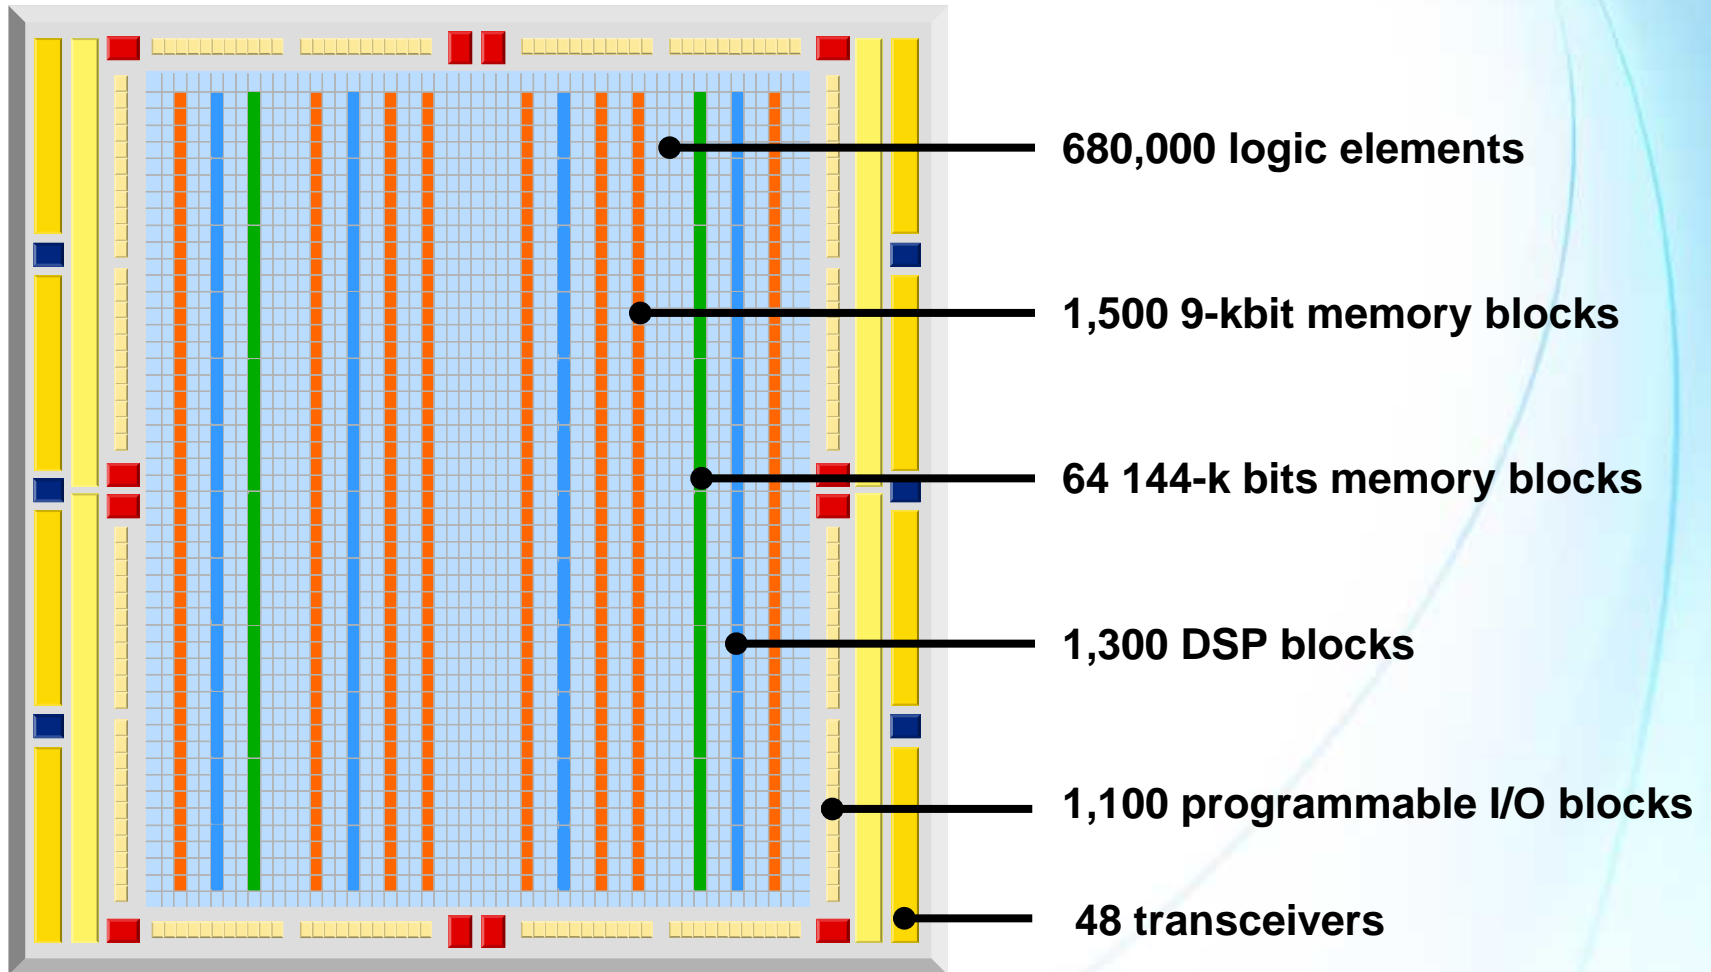 680,000 logic elements
1,500 9-kbit memory blocks
64 144-k bits memory blocks
1,300 DSP blocks
1,100 programmable I/O blocks
48 transceivers